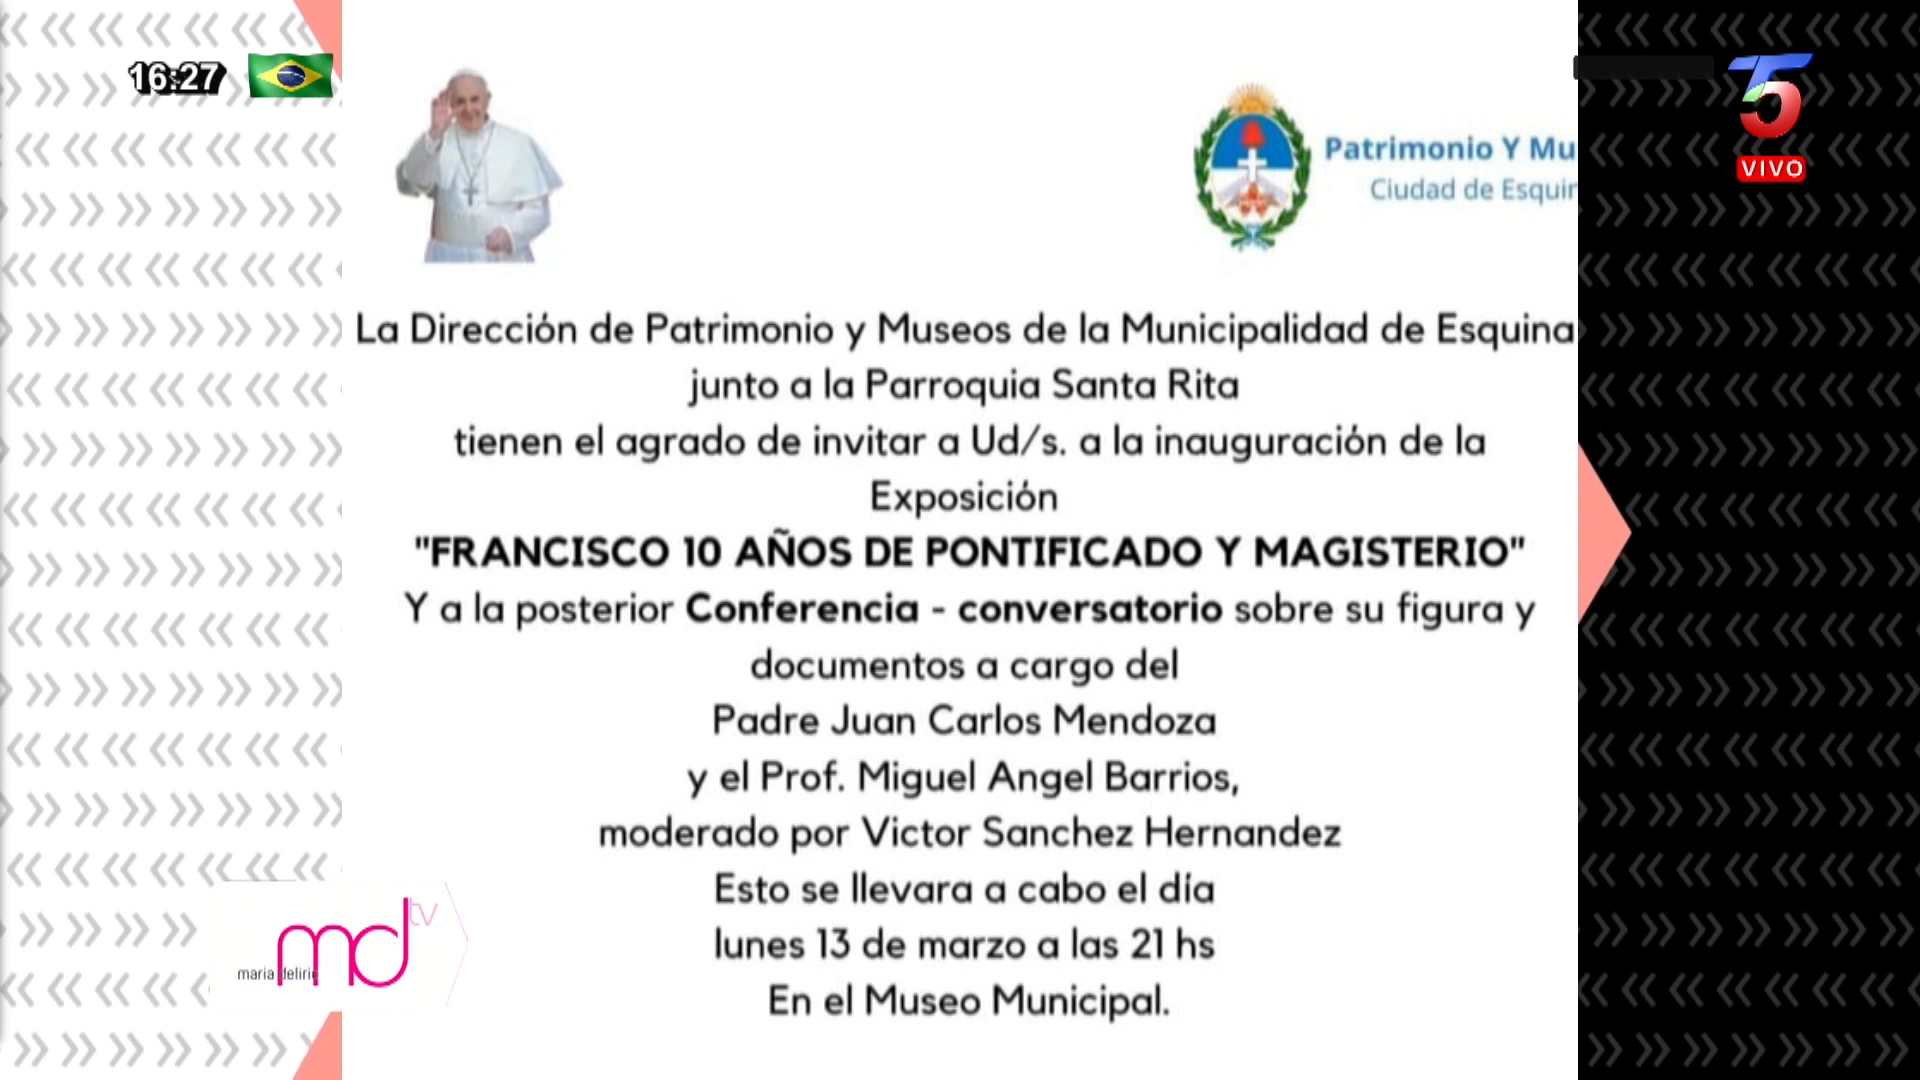 16:27
T5
VIVO
Patrimonio Y Mu
Ciudad de Esquin
La Dirección de Patrimonio y Museos de la Municipalidad de Esquina
junto a la Parroquia Santa Rita
tienen el agrado de invitar a Ud/s. a la inauguración de la
Exposición
"FRANCISCO 10 AÑOS DE PONTIFICADO Y MAGISTERIO"
Y a la posterior Conferencia - conversatorio sobre su figura y
documentos a cargo del
Padre Juan Carlos Mendoza
y el Prof. Miguel Angel Barrios,
moderado por Victor Sanchez Hernandez
Esto se llevara a cabo el día
lunes 13 de marzo a las 21 hs
En el Museo Municipal.
md tv
maria delirio